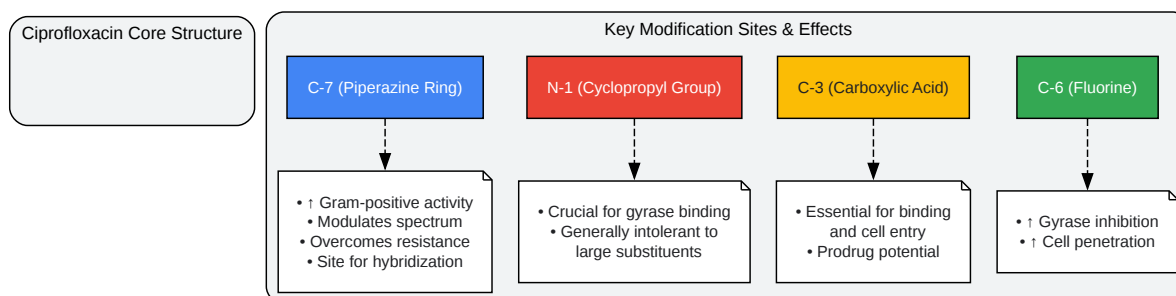 Ciprofloxacin Core Structure
Key Modification Sites & Effects
C-7 (Piperazine Ring)
N-1 (Cyclopropyl Group)
C-3 (Carboxylic Acid)
C-6 (Fluorine)
• ↑ Gram-positive activity
• Modulates spectrum
• Overcomes resistance
• Site for hybridization
• Crucial for gyrase binding
• Generally intolerant to
large substituents
• Essential for binding
and cell entry
• Prodrug potential
• ↑ Gyrase inhibition
• ↑ Cell penetration